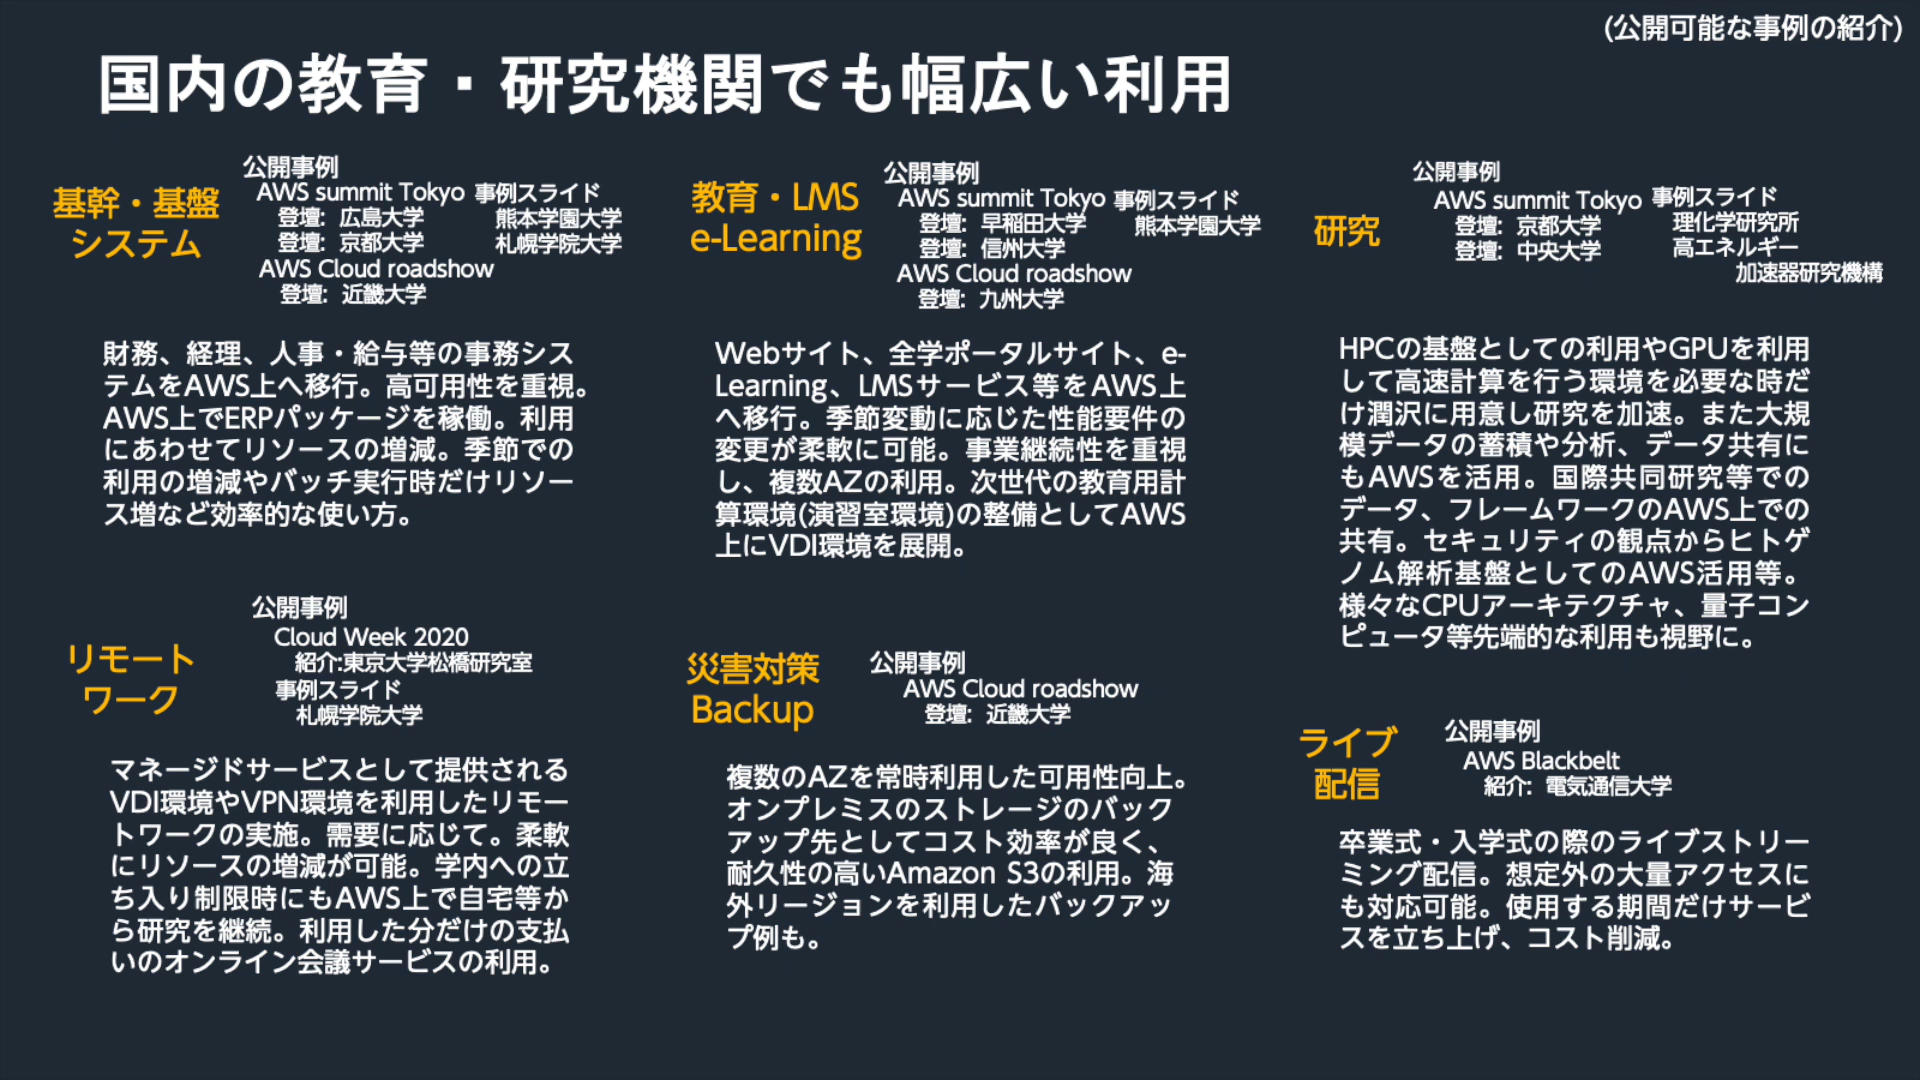 (公開可能な事例の紹介)
国内の教育・研究機関でも幅広い利用
基幹・基盤
システム
公開事例
AWS summit Tokyo 事例スライド
登壇: 広島大学 熊本学園大学
登壇: 京都大学 札幌学院大学
AWS Cloud roadshow
登壇: 近畿大学
財務、経理、人事・給与等の事務シス
テムをAWS上へ移行。高可用性を重視。
AWS上でERPパッケージを稼働。利用
にあわせてリソースの増減。季節での
利用の増減やバッチ実行時だけリソー
ス増など効率的な使い方。
教育・LMS
e-Learning
公開事例
AWS summit Tokyo 事例スライド
登壇: 早稲田大学 熊本学園大学
登壇: 信州大学
AWS Cloud roadshow
登壇: 九州大学
Webサイト、全学ポータルサイト、e-
Learning、LMSサービス等をAWS上
へ移行。季節変動に応じた性能要件の
変更が柔軟に可能。事業継続性を重視
し、複数AZの利用。次世代の教育用計
算環境(演習室環境)の整備としてAWS
上にVDI環境を展開。
研究
公開事例
AWS summit Tokyo 事例スライド
登壇: 京都大学 理化学研究所
登壇: 中央大学 高エネルギー
加速器研究機構
HPCの基盤としての利用やGPUを利用
して高速計算を行う環境を必要な時だ
け潤沢に用意し研究を加速。また大規
模データの蓄積や分析、データ共有に
もAWSを活用。国際共同研究等での
データ、フレームワークのAWS上での
共有。セキュリティの観点からヒトゲ
ノム解析基盤としてのAWS活用等。
様々なCPUアーキテクチャ、量子コン
ピュータ等先端的な利用も視野に。
リモート
ワーク
公開事例
Cloud Week 2020
紹介:東京大学松橋研究室
事例スライド
札幌学院大学
マネージドサービスとして提供される
VDI環境やVPN環境を利用したリモー
トワークの実施。需要に応じて。柔軟
にリソースの増減が可能。学内への立
ち入り制限時にもAWS上で自宅等か
ら研究を継続。利用した分だけの支払
いのオンライン会議サービスの利用。
災害対策
Backup
公開事例
AWS Cloud roadshow
登壇: 近畿大学
複数のAZを常時利用した可用性向上。
オンプレミスのストレージのバック
アップ先としてコスト効率が良く、
耐久性の高いAmazon S3の利用。海
外リージョンを利用したバックアッ
プ例も。
ライブ
配信
公開事例
AWS Blackbelt
紹介: 電気通信大学
卒業式・入学式の際のライブストリー
ミング配信。想定外の大量アクセスに
も対応可能。使用する期間だけサービ
スを立ち上げ、コスト削減。